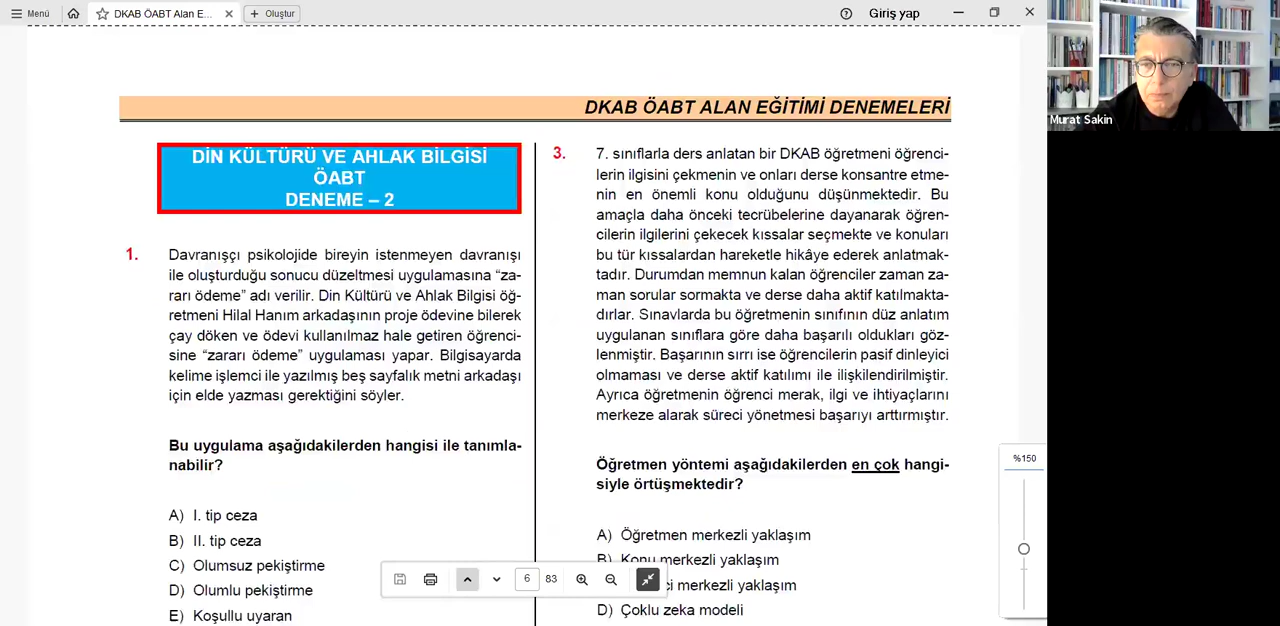 Menü
DKAB ÖABT Alan E...
Oluştur
Giriş yap
Murat Sakin
DKAB ÖABT ALAN EĞİTİMİ DENEMELERİ
DİN KÜLTÜRÜ VE AHLAK BİLGİSİ
ÖABT
DENEME – 2
1. Davranışçı psikolojide bireyin istenmeyen davranışı
ile oluşturduğu sonucu düzeltmesi uygulamasına “za-
rarı ödeme” adı verilir. Din Kültürü ve Ahlak Bilgisi öğ-
retmeni Hilal Hanım arkadaşının proje ödevine bilerek
çay döken ve ödevi kullanılmaz hale getiren öğrenci-
sine “zararı ödeme” uygulaması yapar. Bilgisayarda
kelime işlemci ile yazılmış beş sayfalık metni arkadaşı
için elde yazması gerektiğini söyler.
Bu uygulama aşağıdakilerden hangisi ile tanımla-
nabilir?
A) I. tip ceza
B) II. tip ceza
C) Olumsuz pekiştirme
D) Olumlu pekiştirme
E) Koşullu uyaran
3. 7. sınıflarla ders anlatan bir DKAB öğretmeni öğrenci-
lerin ilgisini çekmenin ve onları derse konsantre etme-
nin en önemli konu olduğunu düşünmektedir. Bu
amaçla daha önceki tecrübelerine dayanarak öğren-
cilerin ilgilerini çekecek kıssalar seçmekte ve konuları
bu tür kıssalardan hareketle hikâye ederek anlatmak-
tadır. Durumdan memnun kalan öğrenciler zaman za-
man sorular sormakta ve derse daha aktif katılmakta-
dırlar. Sınavlarda bu öğretmenin sınıfının düz anlatım
uygulanan sınıflara göre daha başarılı oldukları göz-
lenmiştir. Başarının sırrı ise öğrencilerin pasif dinleyici
olmaması ve derse aktif katılımı ile ilişkilendirilmiştir.
Ayrıca öğretmenin öğrenci merak, ilgi ve ihtiyaçlarını
merkeze alarak süreci yönetmesi başarıyı arttırmıştır.
Öğretmen yöntemi aşağıdakilerden en çok hangi-
siyle örtüşmektedir?
A) Öğretmen merkezli yaklaşım
B) Konu merkezli yaklaşım
merkezli yaklaşım
D) Çoklu zeka modeli
6 83
%150